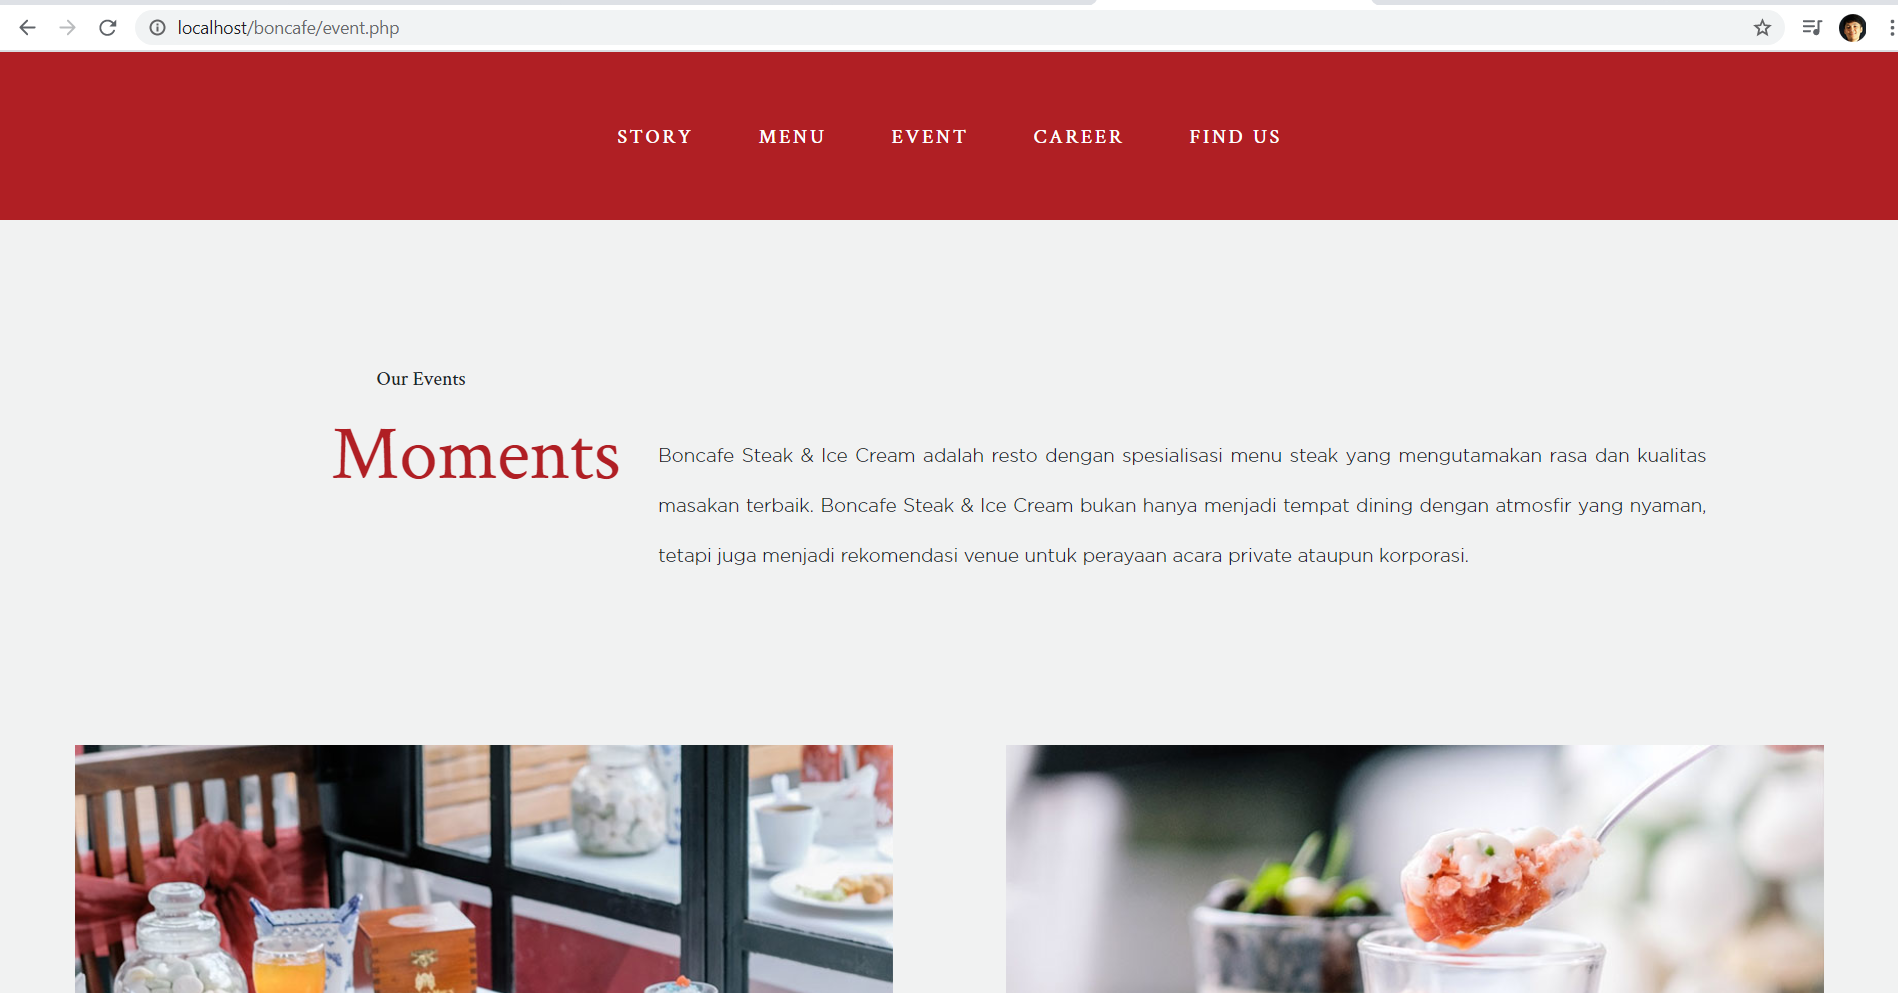 localhost/boncafe/event.php
STORY MENU EVENT CAREER FIND US
Our Events
Moments
Boncafe Steak & Ice Cream adalah resto dengan spesialisasi menu steak yang mengutamakan rasa dan kualitas
masakan terbaik. Boncafe Steak & Ice Cream bukan hanya menjadi tempat dining dengan atmosfir yang nyaman,
tetapi juga menjadi rekomendasi venue untuk perayaan acara private ataupun korporasi.